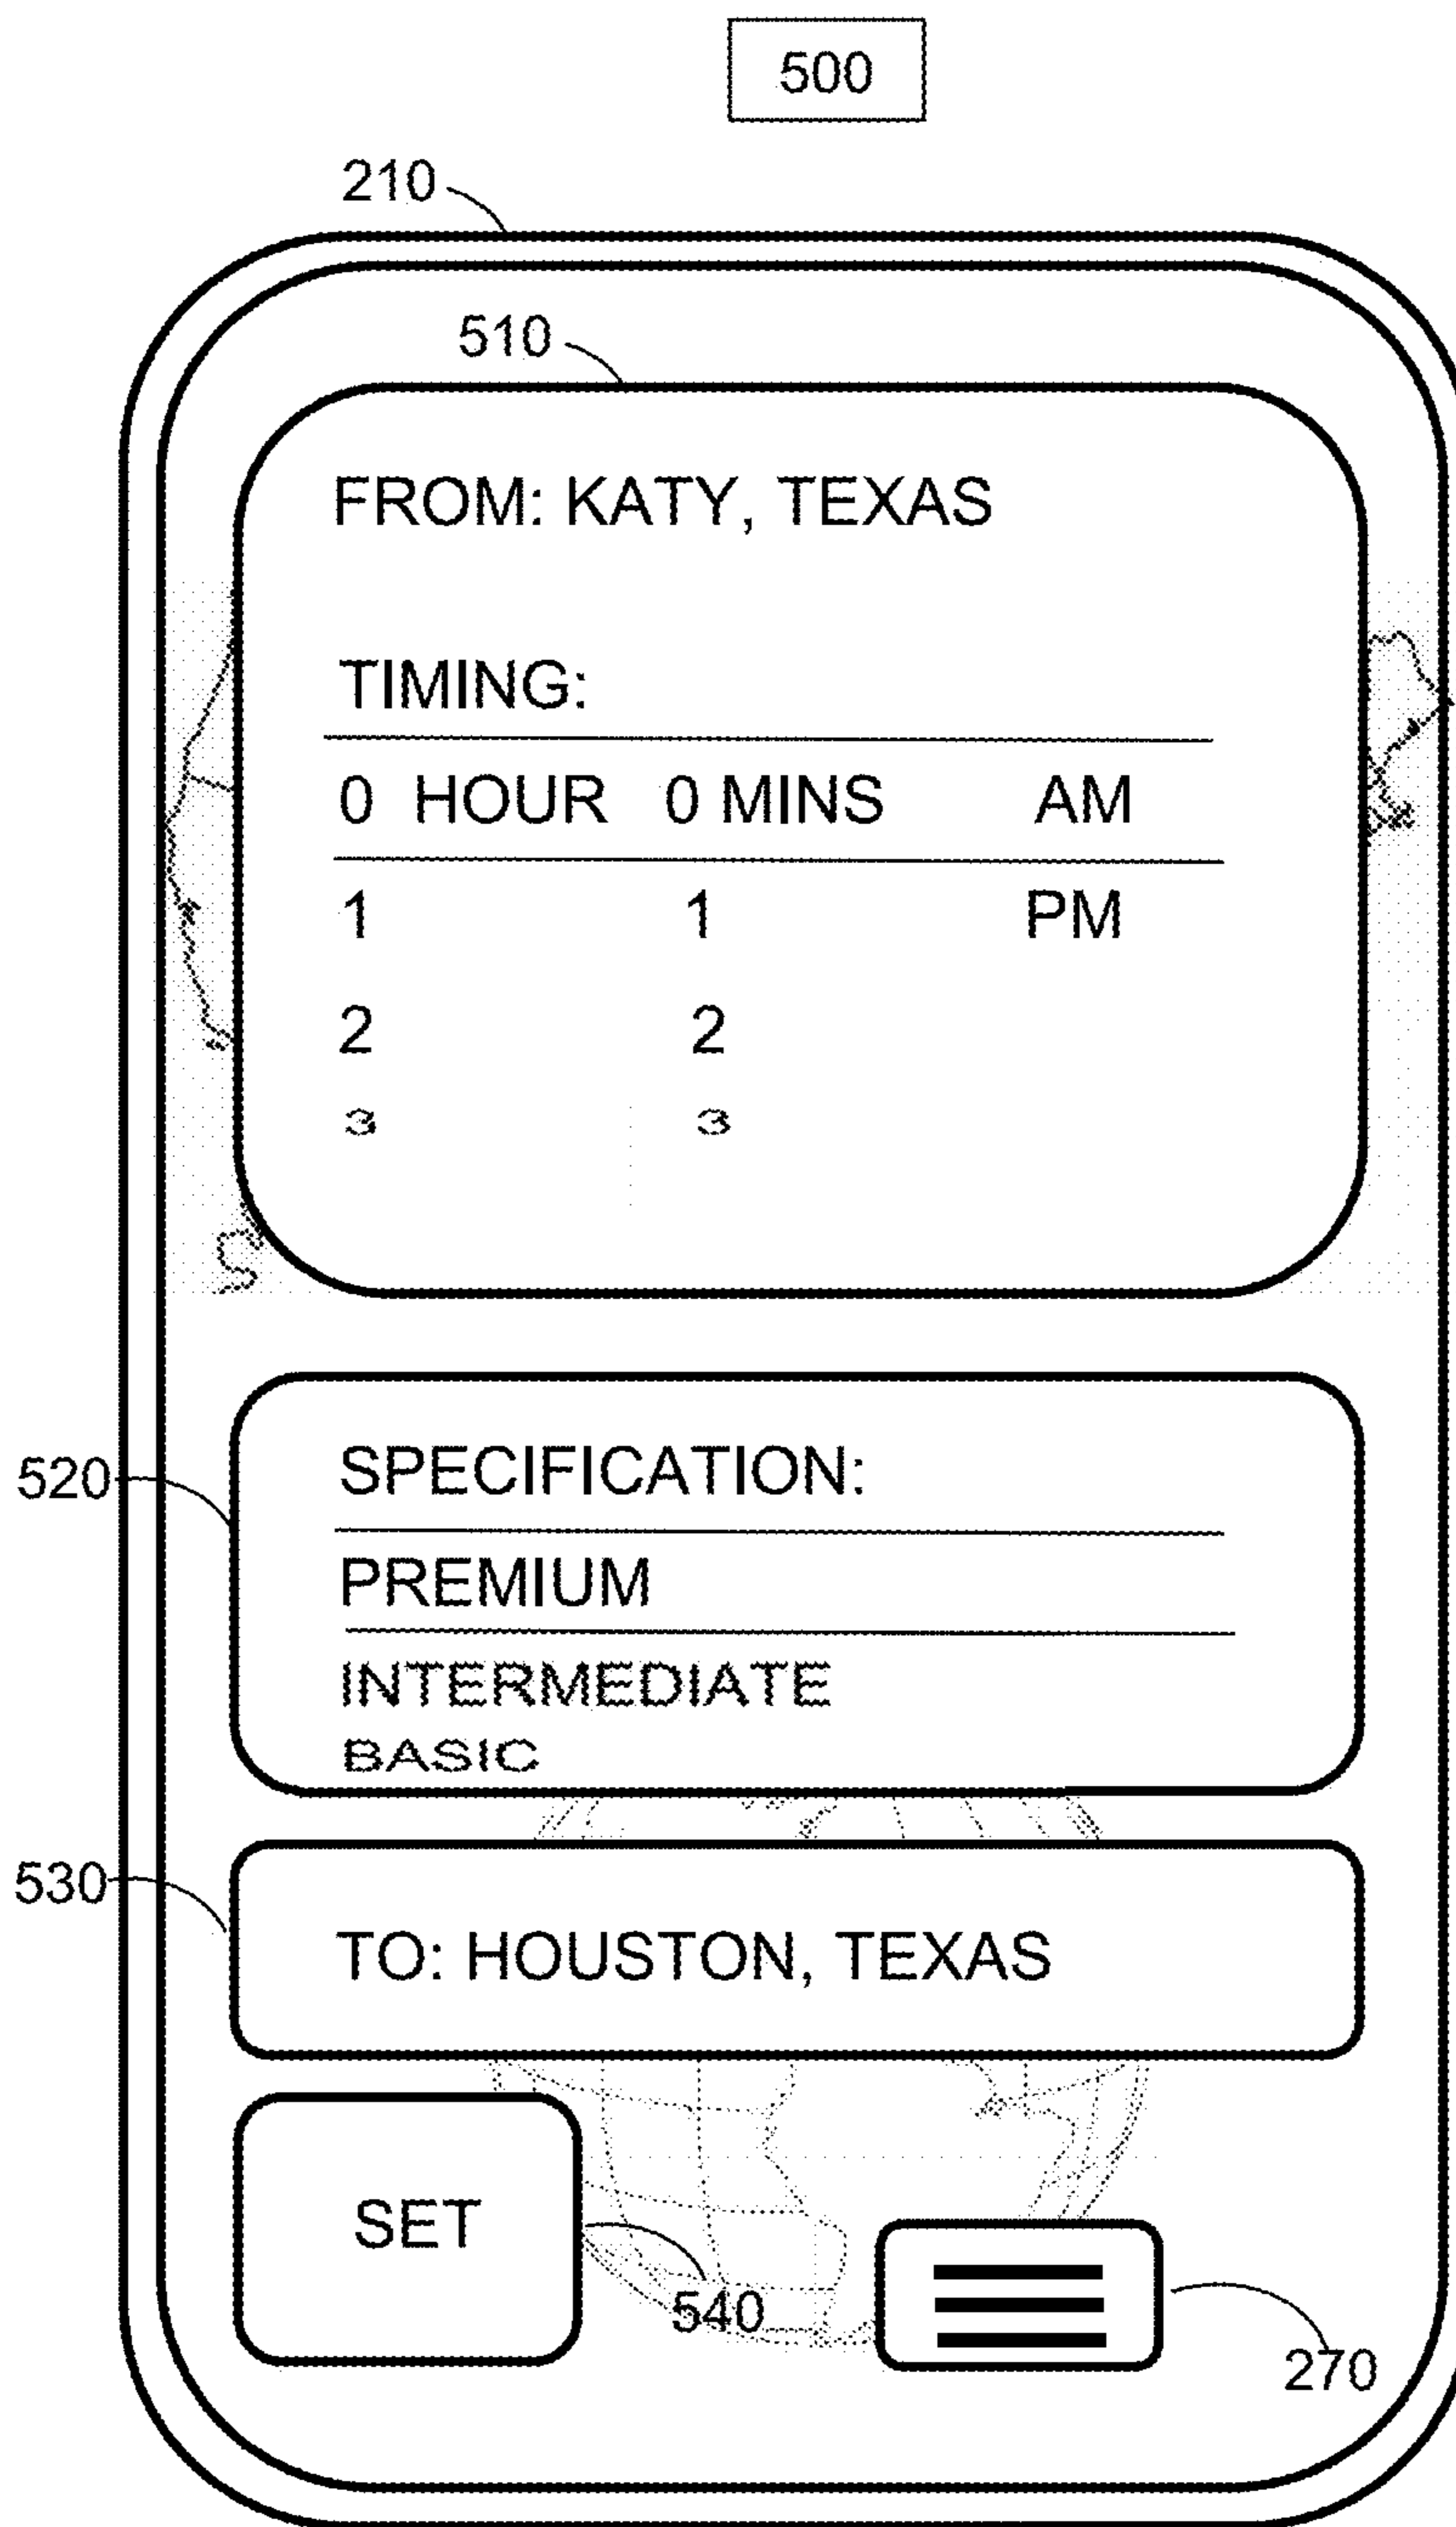 500
210
510
FROM: KATY, TEXAS
TIMING:
0 HOUR 0 MINS AM
1 1 PM
2 2
3 3
520
SPECIFICATION:
PREMIUM
INTERMEDIATE
BASIC
530
TO: HOUSTON, TEXAS
SET
540
270